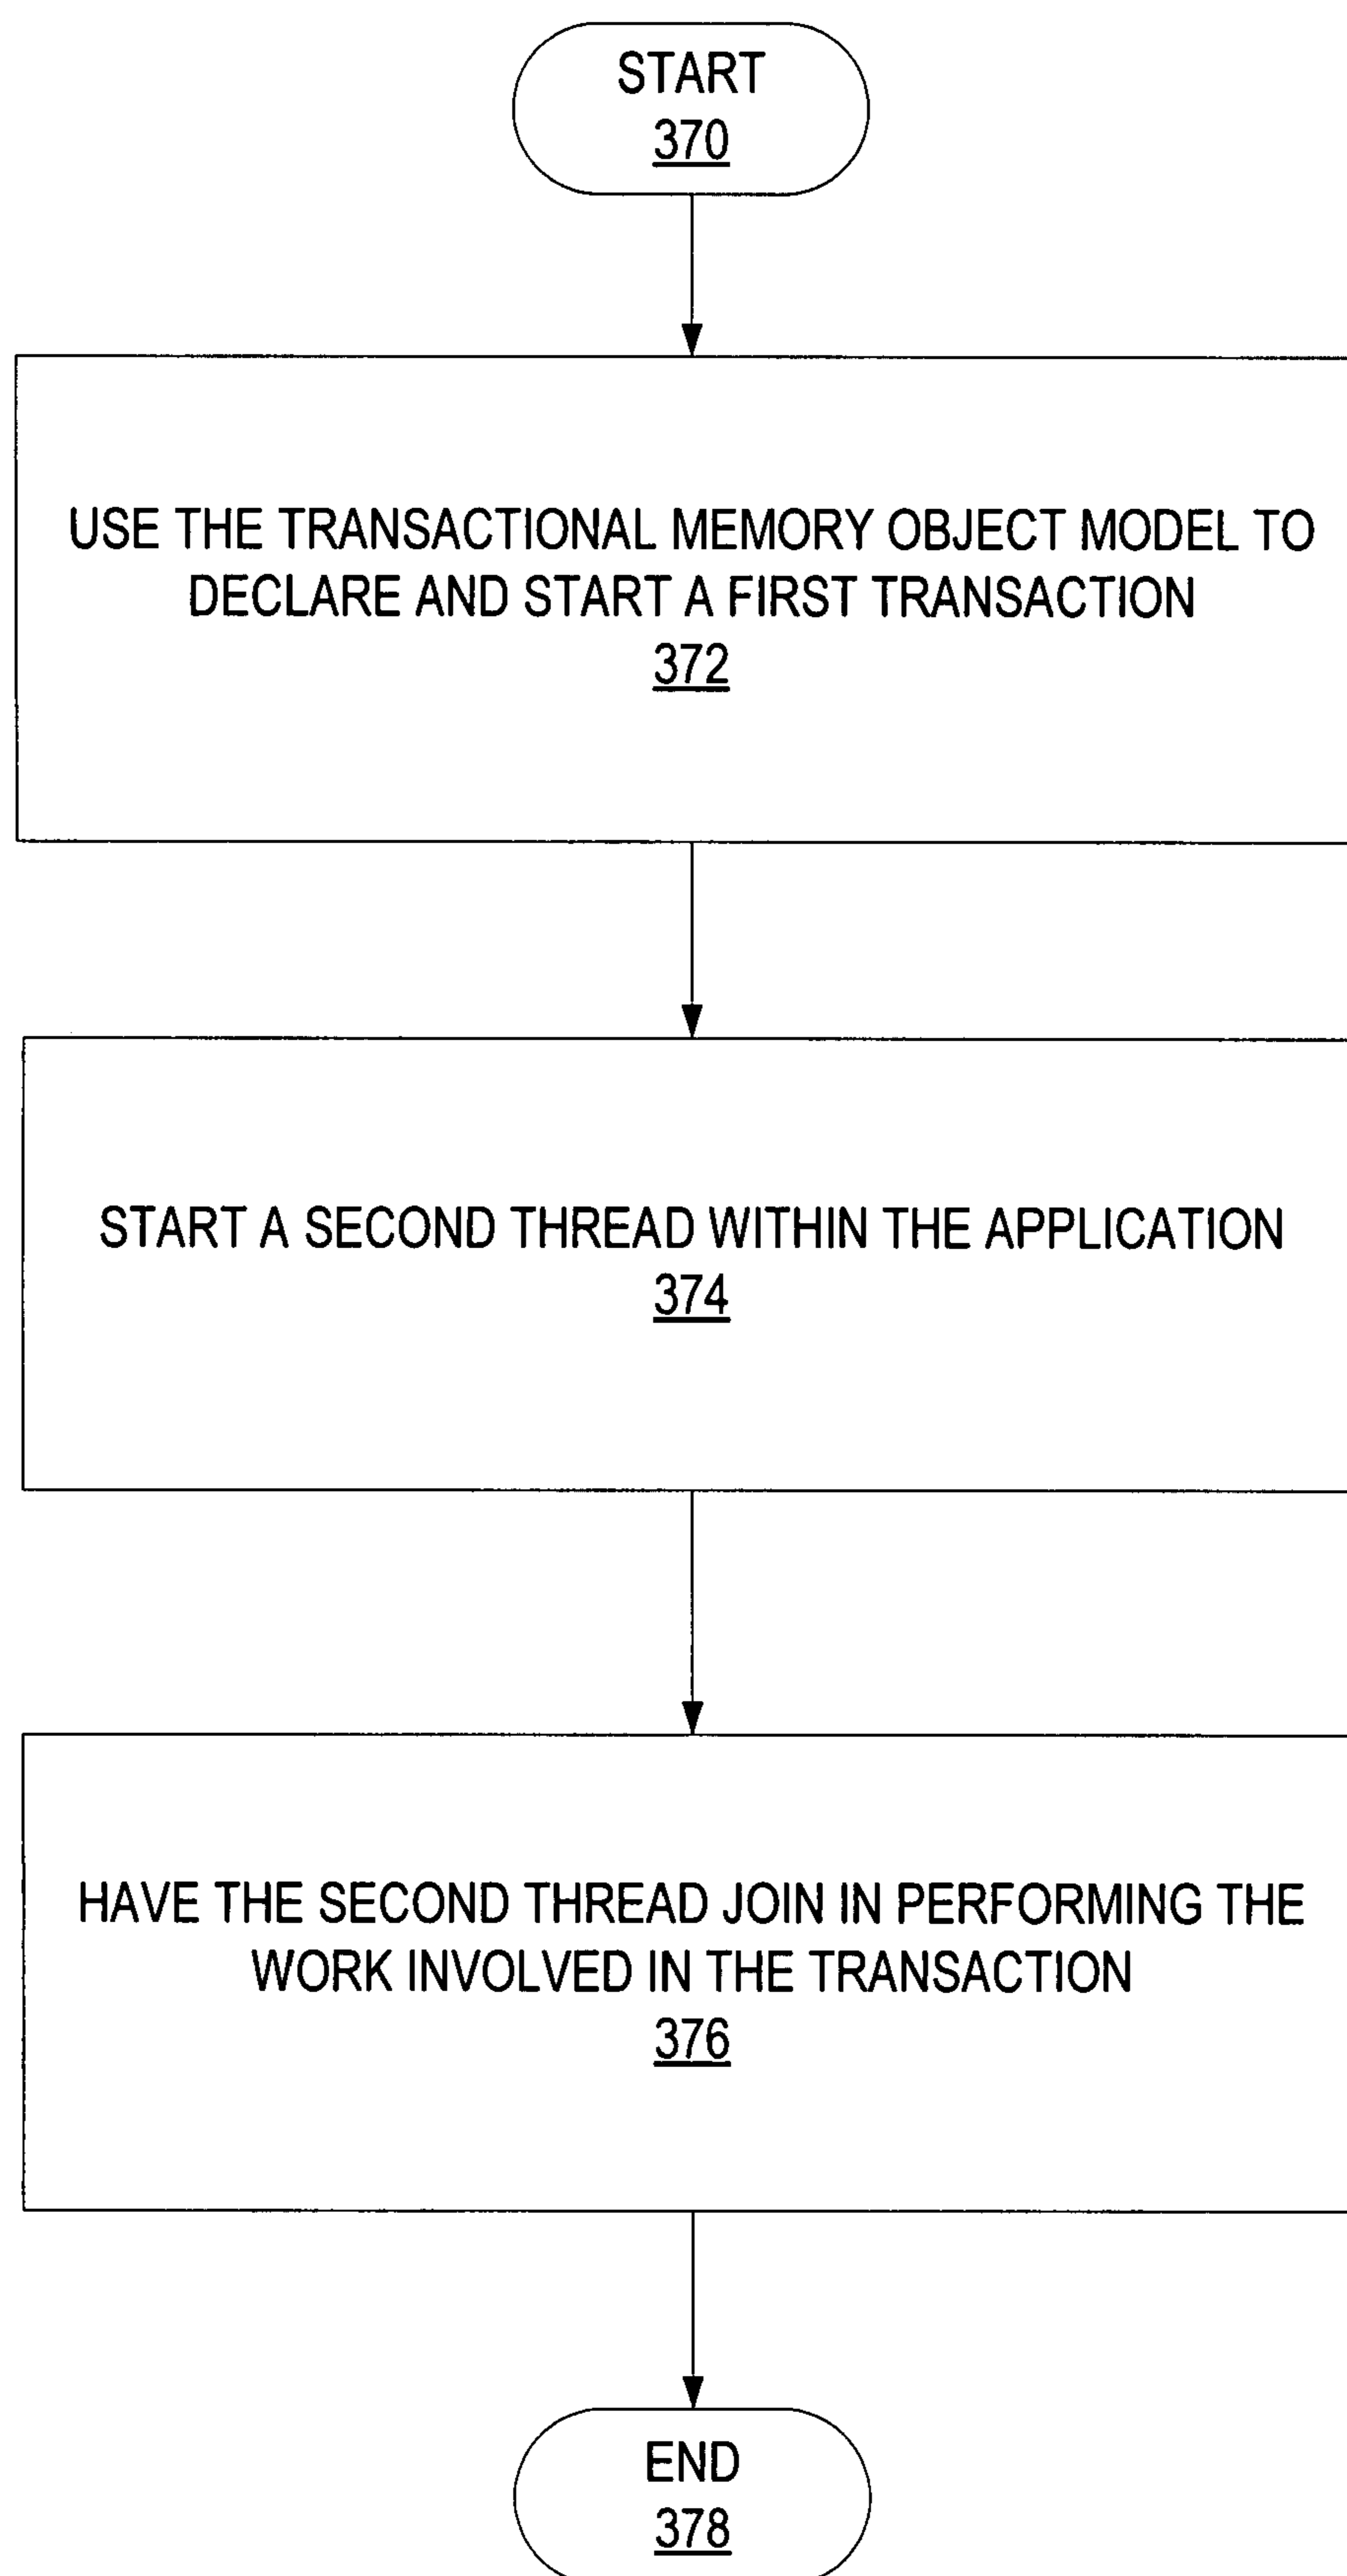 START
370
USE THE TRANSACTIONAL MEMORY OBJECT MODEL TO
DECLARE AND START A FIRST TRANSACTION
372
START A SECOND THREAD WITHIN THE APPLICATION
374
HAVE THE SECOND THREAD JOIN IN PERFORMING THE
WORK INVOLVED IN THE TRANSACTION
376
END
378